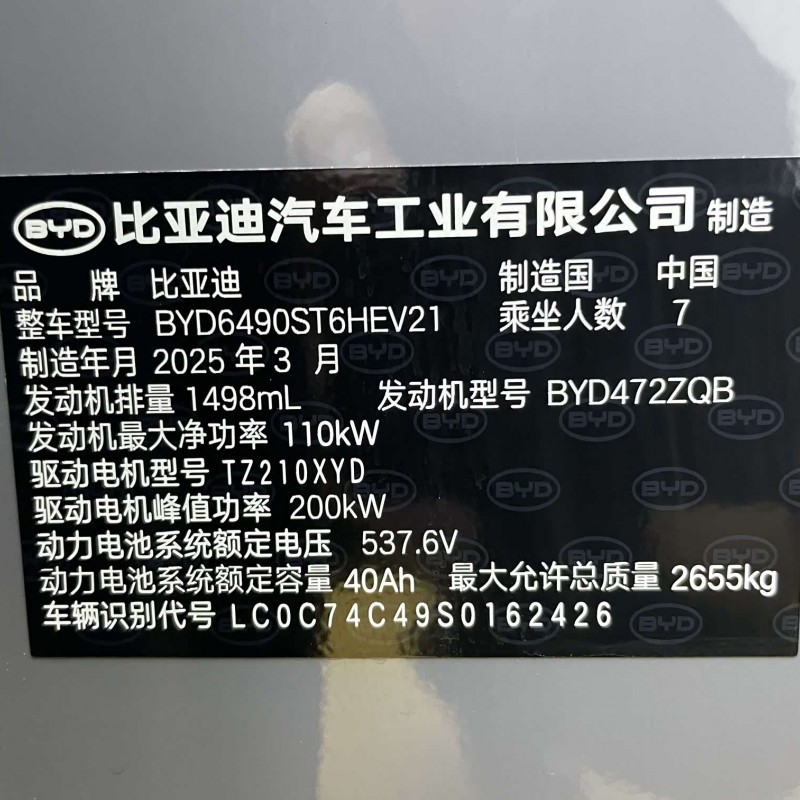 BYD 比亚迪汽车工业有限公司 制造
品 牌 比亚迪 制造国 中国
整车型号 BYD6490ST6HEV21 乘坐人数 7
制造年月 2025 年 3 月
发动机排量 1498mL 发动机型号 BYD472ZQB
发动机最大净功率 110kW
驱动电机型号 TZ210XYD
驱动电机峰值功率 200kW
动力电池系统额定电压 537.6V
动力电池系统额定容量 40Ah 最大允许总质量 2655kg
车辆识别代号 LC0C74C49S0162426